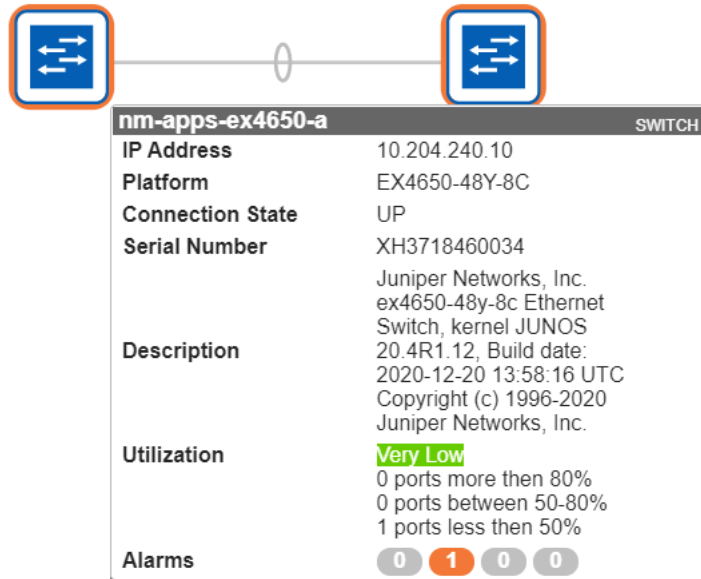 nm-apps-ex4650-a SWITCH
IP Address 10.204.240.10
Platform EX4650-48Y-8C
Connection State UP
Serial Number XH3718460034
Juniper Networks, Inc.
ex4650-48y-8c Ethernet
Switch, kernel JUNOS
Description 20.4R1.12, Build date:
2020-12-20 13:58:16 UTC
Copyright (c) 1996-2020
Juniper Networks, Inc.
Utilization Very Low
0 ports more then 80%
0 ports between 50-80%
1 ports less then 50%
Alarms 0 1 0 0